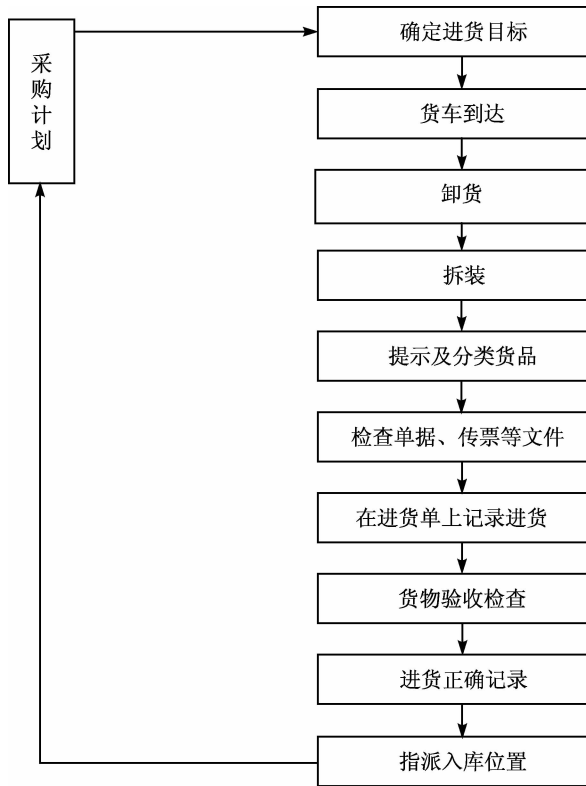 采购计划
确定进货目标
货车到达
卸货
拆装
提示及分类货品
检查单据、传票等文件
在进货单上记录进货
货物验收检查
进货正确记录
指派入库位置